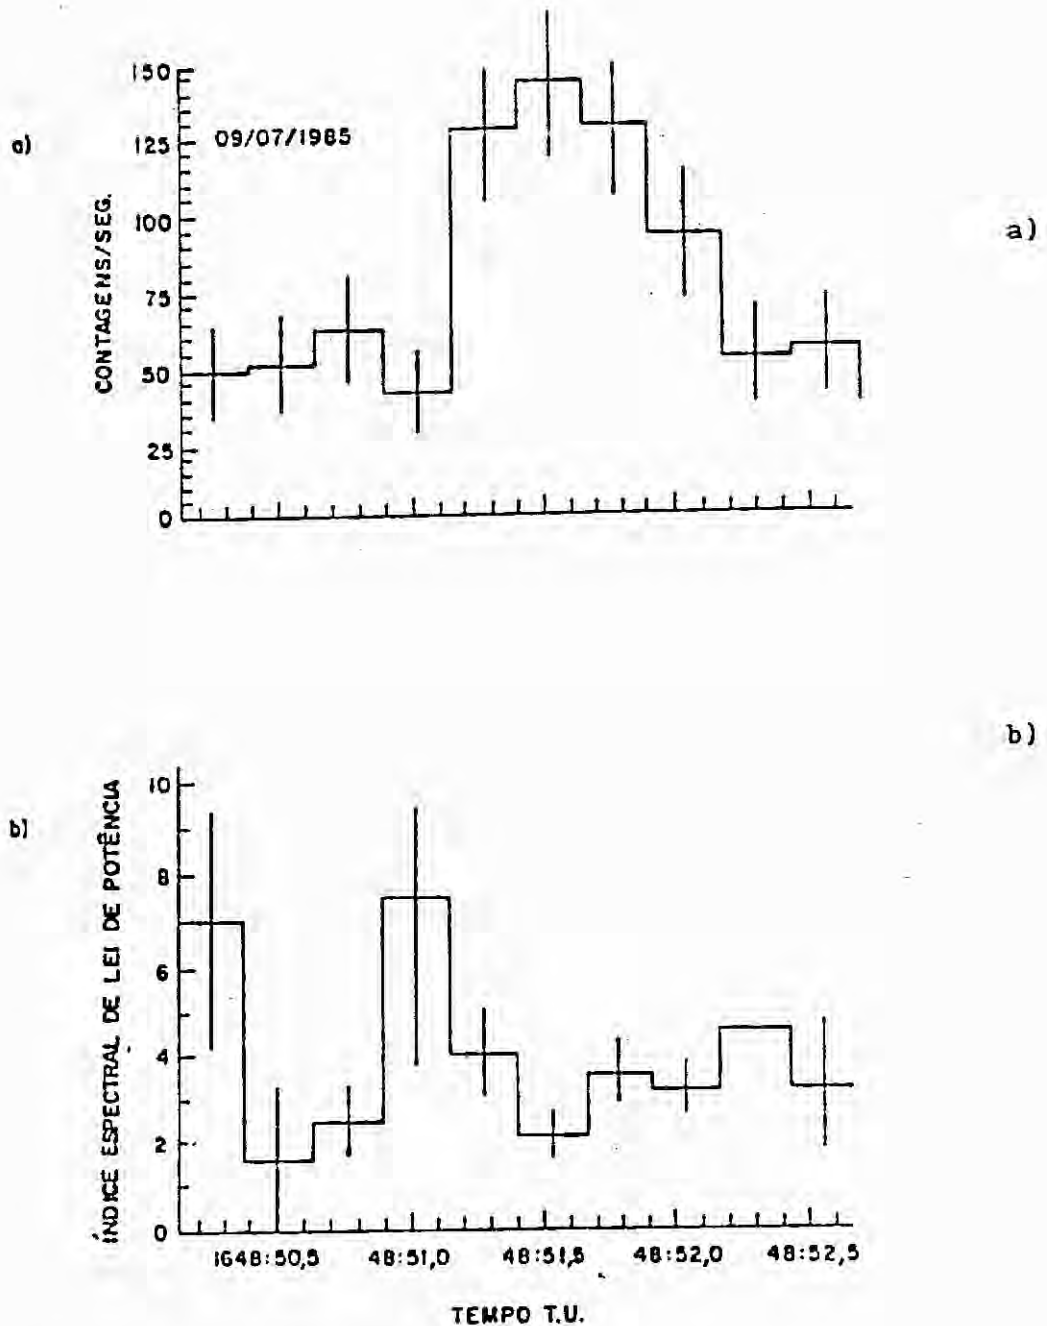 a)
150
125
100
75
50
25
0
CONTAGENS/SEG.
09/07/1985
a)
b)
10
8
6
4
2
0
ÍNDICE ESPECTRAL DE LEI DE POTÊNCIA
b)
1648:50,5 48:51,0 48:51,5 48:52,0 48:52,5
TEMPO T.U.